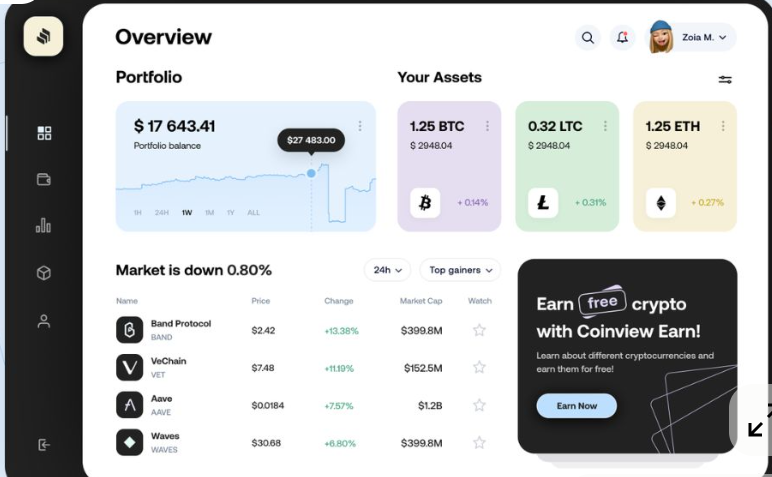 Overview
Zoia M.
Portfolio
Your Assets
$ 17 643.41
Portfolio balance
$27 483.00
1H 24H 1W 1M 1Y ALL
1.25 BTC
$ 2948.04
+ 0.14%
0.32 LTC
$ 2948.04
+ 0.31%
1.25 ETH
$ 2948.04
+ 0.27%
Market is down 0.80%
24h
Top gainers
Name Price Change Market Cap Watch
Band Protocol
BAND
$2.42 +13.38% $399.8M
VeChain
VET
$7.48 +11.19% $152.5M
Aave
AAVE
$0.0184 +7.57% $1.2B
Waves
WAVES
$30.68 +6.80% $399.8M
Earn free crypto
with Coinview Earn!
Learn about different cryptocurrencies and
earn them for free!
Earn Now